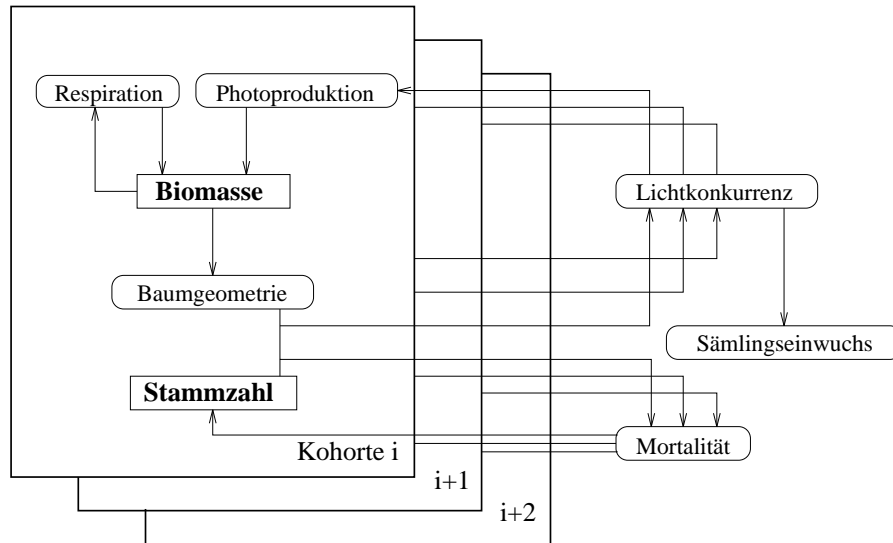 Respiration
Photoproduktion
Biomasse
Lichtkonkurrenz
Baumgeometrie
Sämlingseinwuchs
Stammzahl
Mortalität
Kohorte i
i+1
i+2